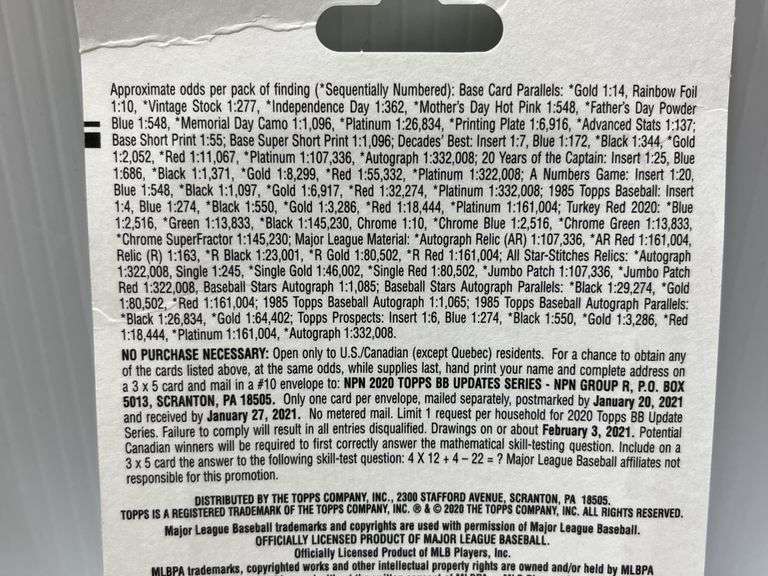 Approximate odds per pack of finding (*Sequentially Numbered): Base Card Parallels: *Gold 1:14, Rainbow Foil
1:10, *Vintage Stock 1:277, *Independence Day 1:362, *Mother's Day Hot Pink 1:548, *Father's Day Powder
Blue 1:548, *Memorial Day Camo 1:1,096, *Platinum 1:26,834, *Printing Plate 1:6,916, *Advanced Stats 1:137;
Base Short Print 1:55; Base Super Short Print 1:1,096; Decades' Best: Insert 1:7, Blue 1:172, *Black 1:344, *Gold
1:2,052, *Red 1:11,067, *Platinum 1:107,336, *Autograph 1:332,008; 20 Years of the Captain: Insert 1:25, Blue
1:686, *Black 1:1,371, *Gold 1:8,299, *Red 1:55,332, *Platinum 1:322,008; A Numbers Game: Insert 1:20,
Blue 1:548, *Black 1:1,097, *Gold 1:6,917, *Red 1:32,274, *Platinum 1:332,008; 1985 Topps Baseball: Insert
1:4, Blue 1:274, *Black 1:550, *Gold 1:3,286, *Red 1:18,444, *Platinum 1:161,004; Turkey Red 2020: *Blue
1:2,516, *Green 1:13,833, *Black 1:145,230, Chrome 1:10, *Chrome Blue 1:2,516, *Chrome Green 1:13,833,
*Chrome SuperFractor 1:145,230; Major League Material: *Autograph Relic (AR) 1:107,336, *AR Red 1:161,004,
Relic (R) 1:163, *R Black 1:23,001, *R Gold 1:80,502, *R Red 1:161,004; All Star-Stitches Relics: *Autograph
1:322,008, Single 1:245, *Single Gold 1:46,002, *Single Red 1:80,502, *Jumbo Patch 1:107,336, *Jumbo Patch
Red 1:322,008, Baseball Stars Autograph 1:1,085; Baseball Stars Autograph Parallels: *Black 1:29,274, *Gold
1:80,502, *Red 1:161,004; 1985 Topps Baseball Autograph 1:1,065; 1985 Topps Baseball Autograph Parallels:
*Black 1:26,834, *Gold 1:64,402; Topps Prospects: Insert 1:6, Blue 1:274, *Black 1:550, *Gold 1:3,286, *Red
1:18,444, *Platinum 1:161,004, *Autograph 1:332,008.
NO PURCHASE NECESSARY: Open only to U.S./Canadian (except Quebec) residents. For a chance to obtain any
of the cards listed above, at the same odds, while supplies last, hand print your name and complete address on
a 3 x 5 card and mail in a #10 envelope to: NPN 2020 TOPPS BB UPDATES SERIES - NPN GROUP R, P.O. BOX
5013, SCRANTON, PA 18505. Only one card per envelope, mailed separately, postmarked by January 20, 2021
and received by January 27, 2021. No metered mail. Limit 1 request per household for 2020 Topps BB Update
Series. Failure to comply will result in all entries disqualified. Drawings on or about February 3, 2021. Potential
Canadian winners will be required to first correctly answer the mathematical skill-testing question. Include on a
3 x 5 card the answer to the following skill-test question: 4 X 12 + 4 – 22 = ? Major League Baseball affiliates not
responsible for this promotion.
DISTRIBUTED BY THE TOPPS COMPANY, INC., 2300 STAFFORD AVENUE, SCRANTON, PA 18505.
TOPPS IS A REGISTERED TRADEMARK OF THE TOPPS COMPANY, INC. ® & © 2020 THE TOPPS COMPANY, INC. ALL RIGHTS RESERVED.
Major League Baseball trademarks and copyrights are used with permission of Major League Baseball.
OFFICIALLY LICENSED PRODUCT OF MAJOR LEAGUE BASEBALL.
Officially Licensed Product of MLB Players, Inc.
MLBPA trademarks, copyrighted works and other intellectual property rights are owned and/or held by MLBPA